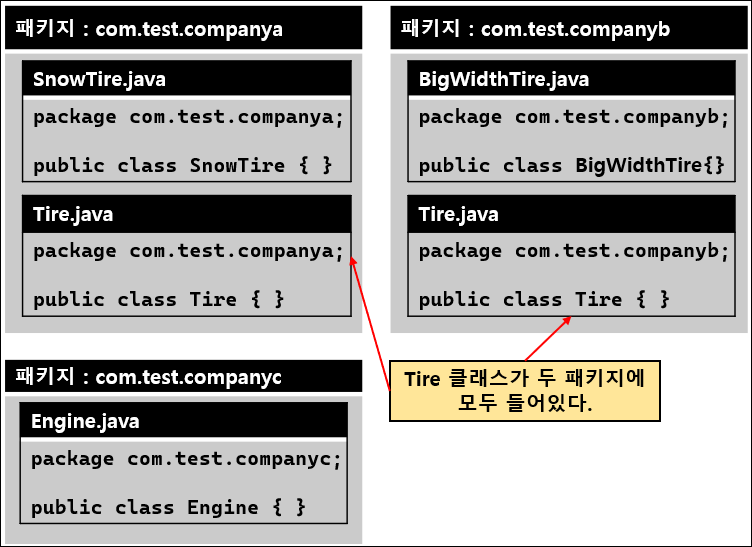 패키지 : com.test.companya
SnowTire.java
package com.test.companya;
public class SnowTire { }
Tire.java
package com.test.companya;
public class Tire { }
패키지 : com.test.companyb
BigWidthTire.java
package com.test.companyb;
public class BigWidthTire{}
Tire.java
package com.test.companyb;
public class Tire { }
패키지 : com.test.companyc
Engine.java
package com.test.companyc;
public class Engine { }
Tire 클래스가 두 패키지에
모두 들어있다.